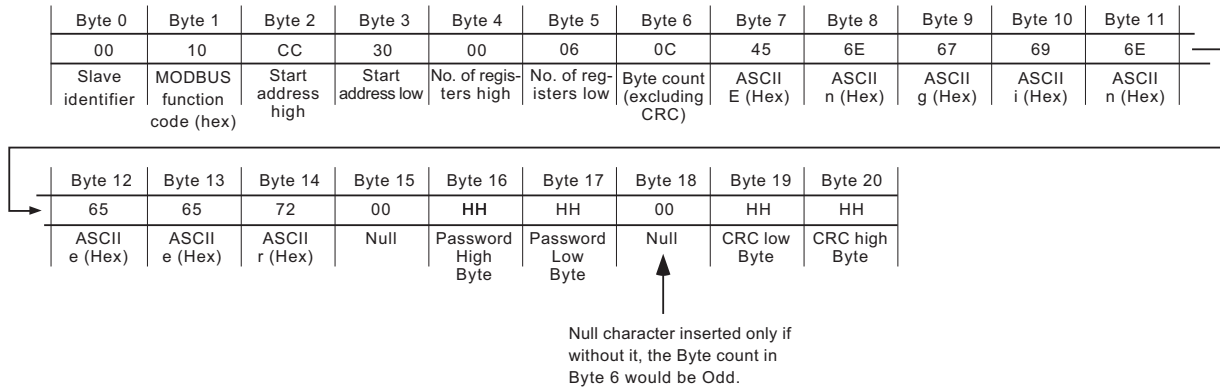 Byte 0 Byte 1 Byte 2 Byte 3 Byte 4 Byte 5 Byte 6 Byte 7 Byte 8 Byte 9 Byte 10 Byte 11
00 10 CC 30 00 06 0C 45 6E 67 69 6E
Slave MODBUS Start Start No. of regis- No. of reg- Byte count ASCII ASCII ASCII ASCII ASCII
identifier function address address low ters high isters low (excluding E (Hex) n (Hex) g (Hex) i (Hex) n (Hex)
code (hex) high CRC)
Byte 12 Byte 13 Byte 14 Byte 15 Byte 16 Byte 17 Byte 18 Byte 19 Byte 20
65 65 72 00 HH HH 00 HH HH
ASCII ASCII ASCII Null Password Password Null CRC low CRC high
e (Hex) e (Hex) r (Hex) High Low Byte Byte
Byte Byte
Null character inserted only if
without it, the Byte count in
Byte 6 would be Odd.